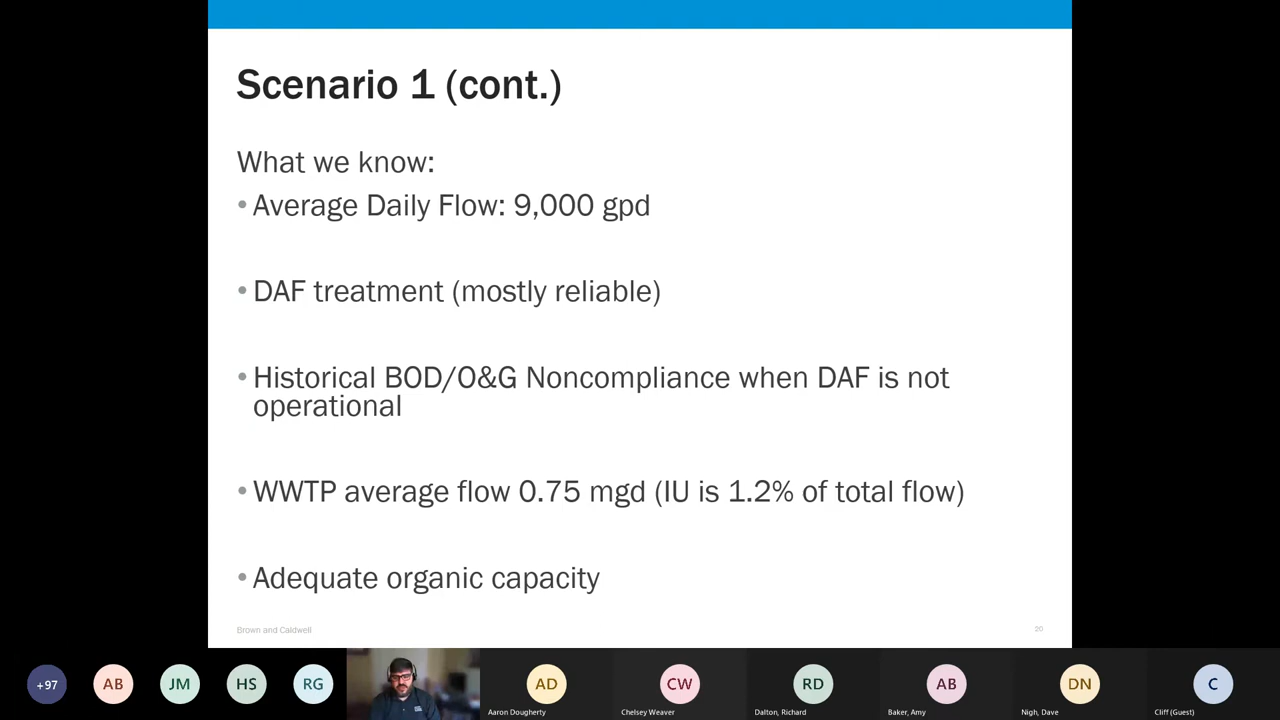 Scenario 1 (cont.)
What we know:
• Average Daily Flow: 9,000 gpd
• DAF treatment (mostly reliable)
• Historical BOD/O&G Noncompliance when DAF is not
operational
• WWTP average flow 0.75 mgd (IU is 1.2% of total flow)
• Adequate organic capacity
Brown and Caldwell
20
+97
AB
JM
HS
RG
AD
CW
RD
AB
DN
C
Aaron Dougherty
Chelsey Weaver
Dalton, Richard
Baker, Amy
Nigh, Dave
Cliff (Guest)